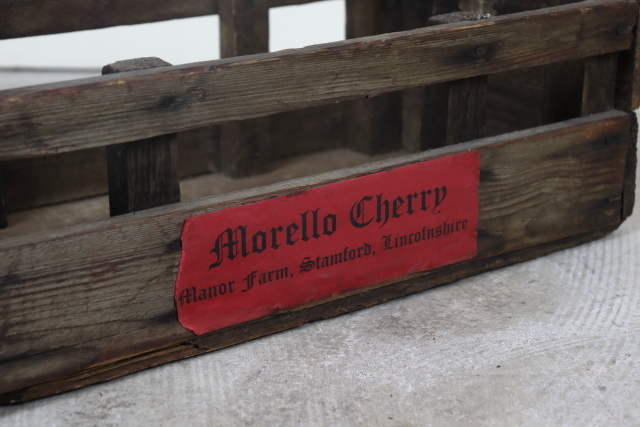 Morello Cherry
Manor Farm, Stamford, Lincolnshire